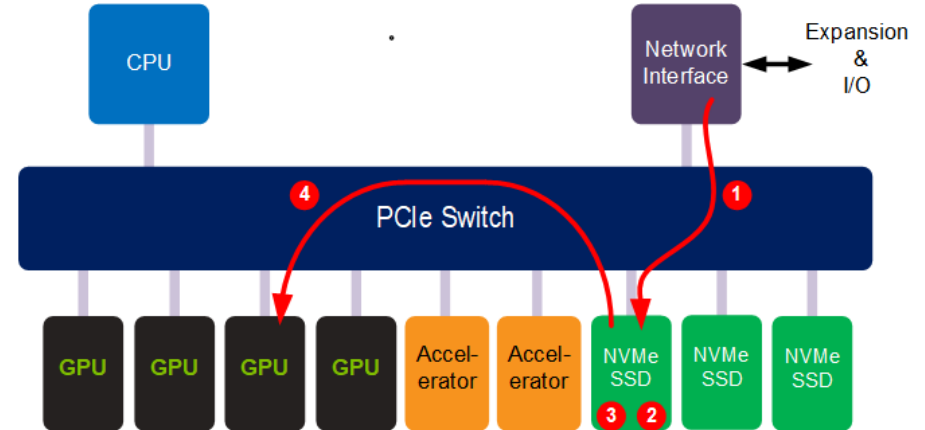 CPU
Network
Interface
Expansion
&
I/O
4
1
PCIe Switch
GPU
GPU
GPU
GPU
Accel-
erator
Accel-
erator
NVMe
SSD
3
2
NVMe
SSD
NVMe
SSD